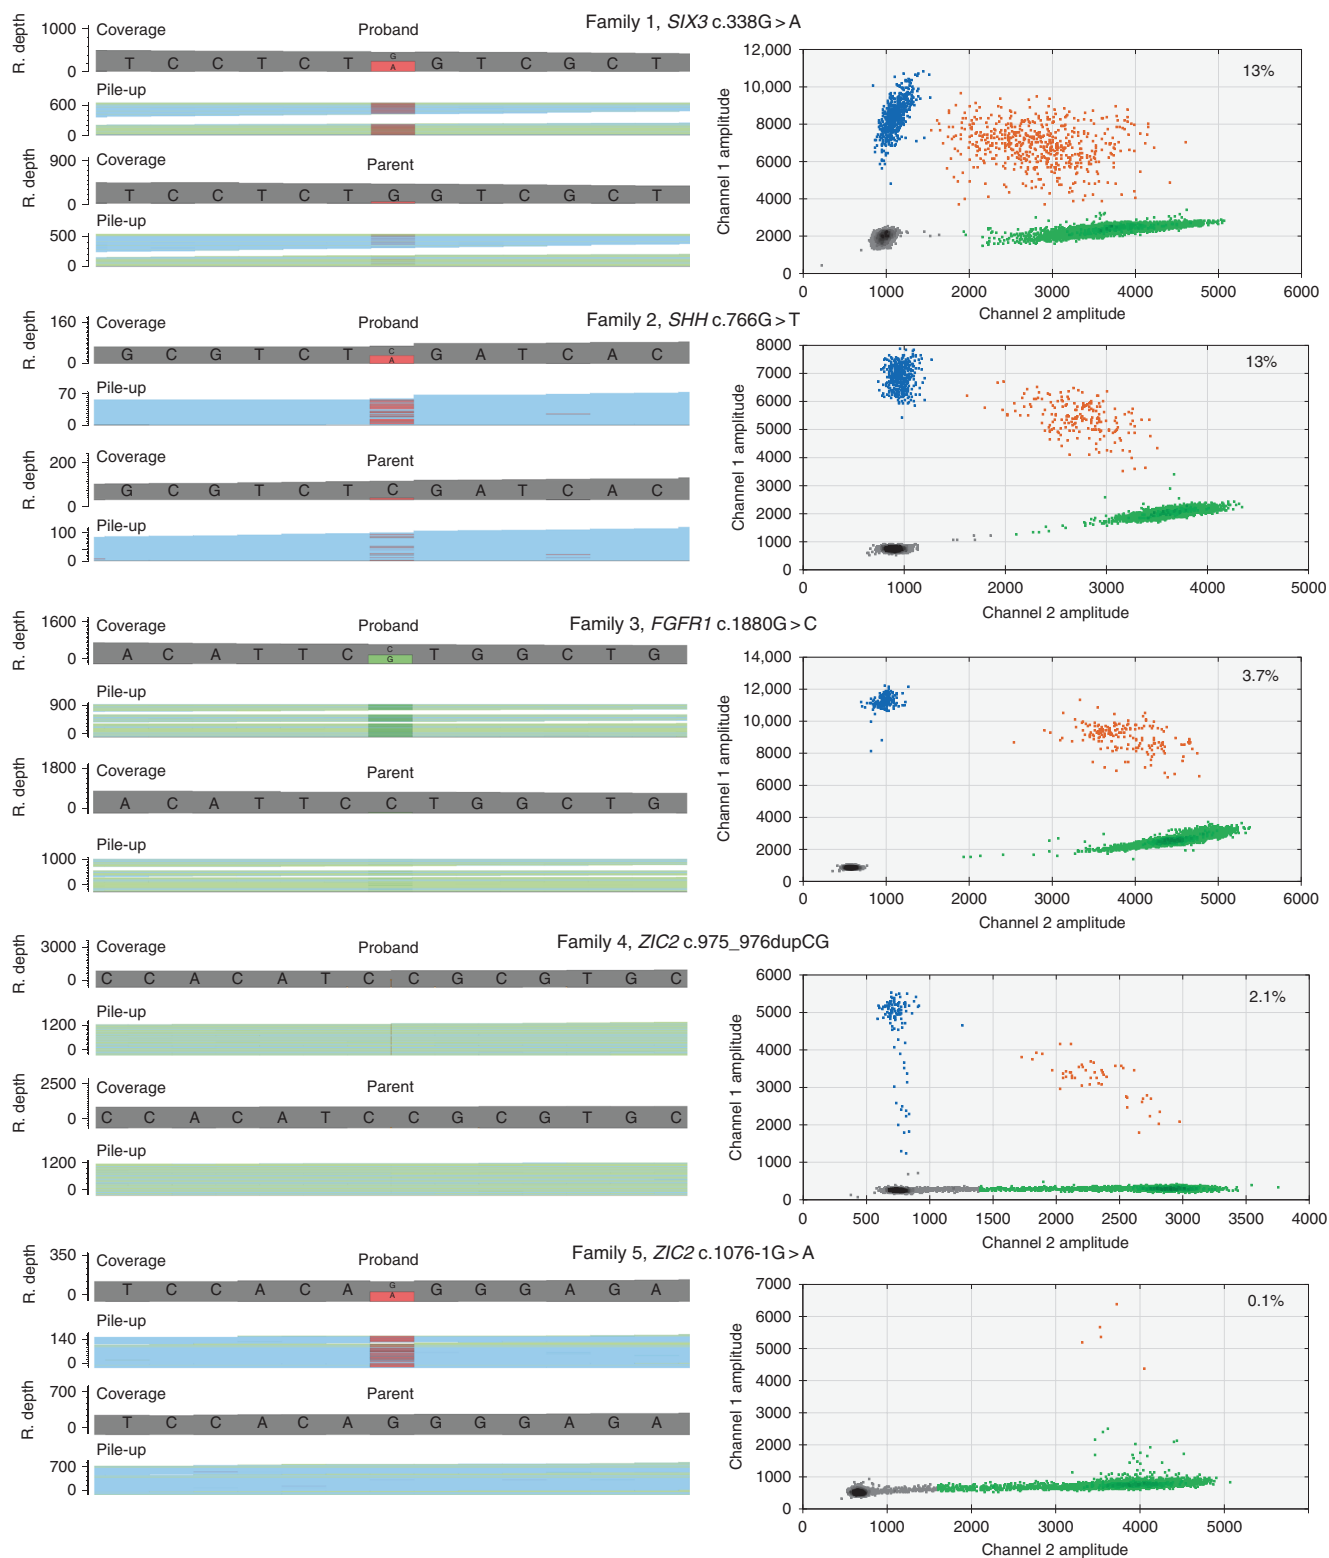 Family 1, SIX3 c.338G > A
R. depth
1000
0
Coverage
Proband
T C C T C T G G T C G C T
A
Pile-up
600
0
R. depth
900
0
Coverage
Parent
T C C T C T G G T C G C T
Pile-up
500
0
Channel 1 amplitude
12,000
10,000
8000
6000
4000
2000
0
13%
0 1000 2000 3000 4000 5000 6000
Channel 2 amplitude
Family 2, SHH c.766G > T
R. depth
160
0
Coverage
Proband
G C G T C T C G A T C A C
A
Pile-up
70
0
R. depth
200
0
Coverage
Parent
G C G T C T C G A T C A C
Pile-up
100
0
Channel 1 amplitude
8000
7000
6000
5000
4000
3000
2000
1000
0
13%
0 1000 2000 3000 4000 5000
Channel 2 amplitude
Family 3, FGFR1 c.1880G > C
R. depth
1600
0
Coverage
Proband
A C A T T C C T G G C T G
G
Pile-up
900
0
R. depth
1800
0
Coverage
Parent
A C A T T C C T G G C T G
Pile-up
1000
0
Channel 1 amplitude
14,000
12,000
10,000
8000
6000
4000
2000
0
3.7%
0 1000 2000 3000 4000 5000 6000
Channel 2 amplitude
Family 4, ZIC2 c.975_976dupCG
R. depth
3000
0
Coverage
Proband
C C A C A T C C G C G T G C
Pile-up
1200
0
R. depth
2500
0
Coverage
Parent
C C A C A T C C G C G T G C
Pile-up
1200
0
Channel 1 amplitude
6000
5000
4000
3000
2000
1000
0
2.1%
0 500 1000 1500 2000 2500 3000 3500 4000
Channel 2 amplitude
Family 5, ZIC2 c.1076-1G > A
R. depth
350
0
Coverage
Proband
T C C A C A G G G G A G A
A
Pile-up
140
0
R. depth
700
0
Coverage
Parent
T C C A C A G G G G A G A
Pile-up
700
0
Channel 1 amplitude
7000
6000
5000
4000
3000
2000
1000
0
0.1%
0 1000 2000 3000 4000 5000
Channel 2 amplitude